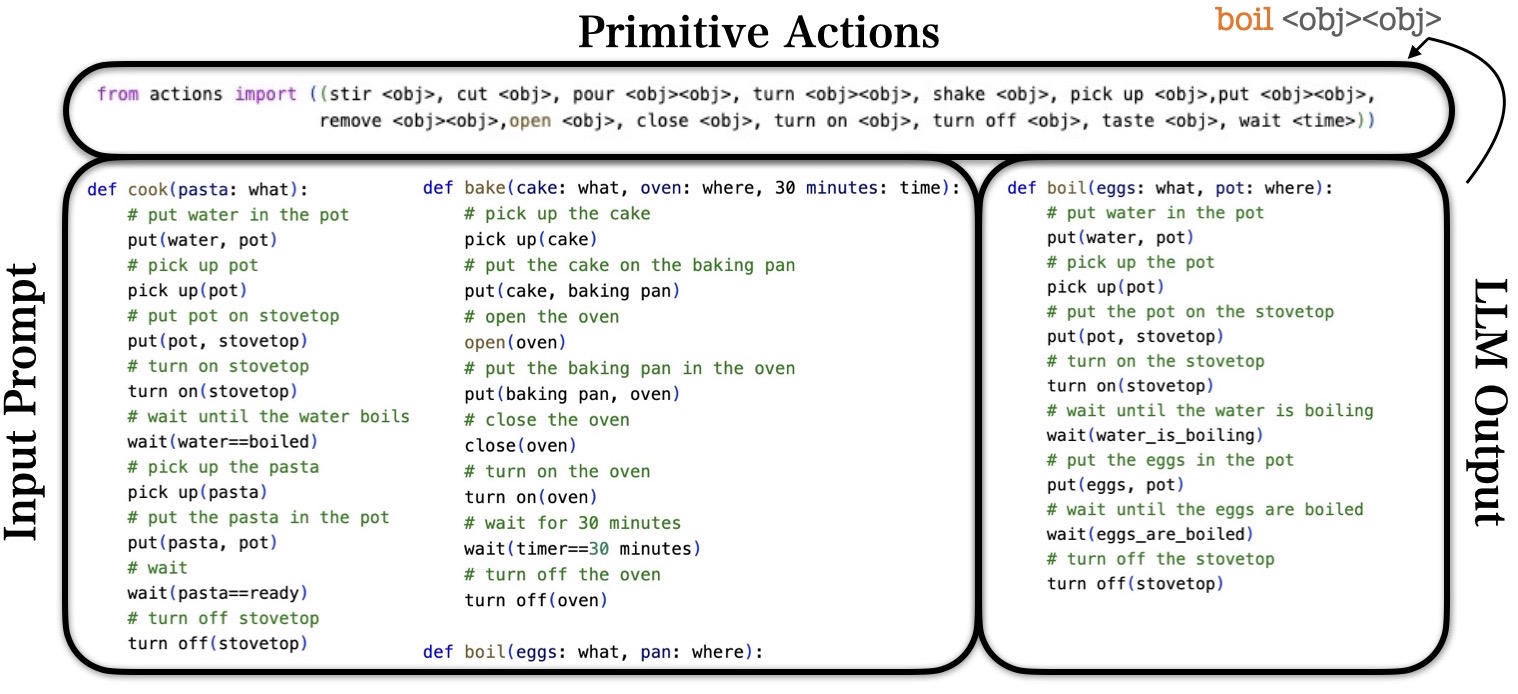 Primitive Actions
boil <obj><obj>
from actions import ((stir <obj>, cut <obj>, pour <obj><obj>, turn <obj><obj>, shake <obj>, pick up <obj>,put <obj><obj>,
remove <obj><obj>,open <obj>, close <obj>, turn on <obj>, turn off <obj>, taste <obj>, wait <time>))
Input Prompt
def cook(pasta: what):
# put water in the pot
put(water, pot)
# pick up pot
pick up(pot)
# put pot on stovetop
put(pot, stovetop)
# turn on stovetop
turn on(stovetop)
# wait until the water boils
wait(water==boiled)
# pick up the pasta
pick up(pasta)
# put the pasta in the pot
put(pasta, pot)
# wait
wait(pasta==ready)
# turn off stovetop
turn off(stovetop)
def bake(cake: what, oven: where, 30 minutes: time):
# pick up the cake
pick up(cake)
# put the cake on the baking pan
put(cake, baking pan)
# open the oven
open(oven)
# put the baking pan in the oven
put(baking pan, oven)
# close the oven
close(oven)
# turn on the oven
turn on(oven)
# wait for 30 minutes
wait(timer==30 minutes)
# turn off the oven
turn off(oven)
def boil(eggs: what, pan: where):
def boil(eggs: what, pot: where):
# put water in the pot
put(water, pot)
# pick up the pot
pick up(pot)
# put the pot on the stovetop
put(pot, stovetop)
# turn on the stovetop
turn on(stovetop)
# wait until the water is boiling
wait(water_is_boiling)
# put the eggs in the pot
put(eggs, pot)
# wait until the eggs are boiled
wait(eggs_are_boiled)
# turn off the stovetop
turn off(stovetop)
LLM Output